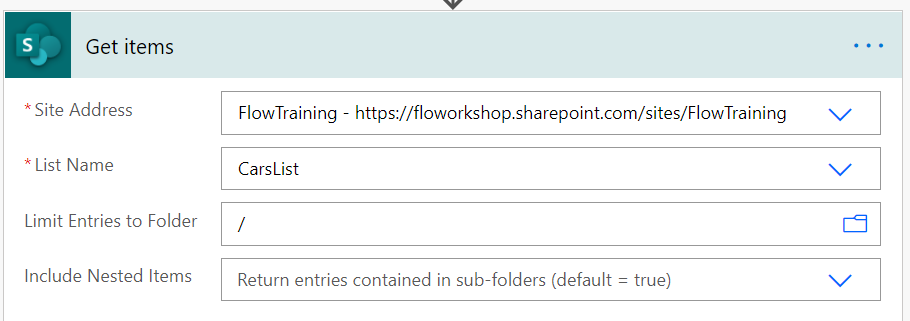 S
Get items
* Site Address
FlowTraining - https://floworkshop.sharepoint.com/sites/FlowTraining
* List Name
CarsList
Limit Entries to Folder
/
Include Nested Items
Return entries contained in sub-folders (default = true)